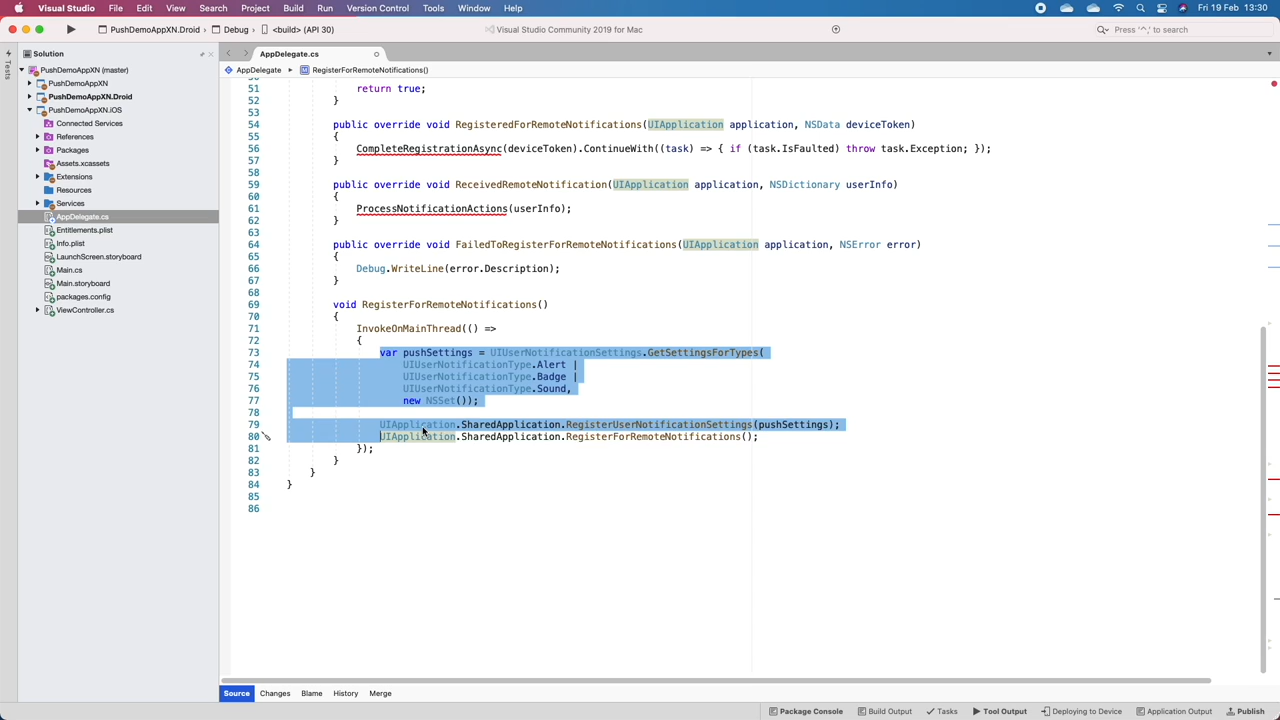 Visual Studio File Edit View Search Project Build Run Version Control Tools Window Help Fri 19 Feb 13:30
PushDemoAppXN.Droid › Debug › <build> (API 30) Visual Studio Community 2019 for Mac Press '^,' to search
Tests
Solution
PushDemoAppXN (master)
PushDemoAppXN
PushDemoAppXN.Droid
PushDemoAppXN.iOS
Connected Services
References
Packages
Assets.xcassets
Extensions
Resources
Services
AppDelegate.cs
Entitlements.plist
Info.plist
LaunchScreen.storyboard
Main.cs
Main.storyboard
packages.config
ViewController.cs
AppDelegate.cs
AppDelegate RegisterForRemoteNotifications()
51 return true;
52 }
53
54 public override void RegisteredForRemoteNotifications(UIApplication application, NSData deviceToken)
55 {
56 CompleteRegistrationAsync(deviceToken).ContinueWith((task) => { if (task.IsFaulted) throw task.Exception; });
57 }
58
59 public override void ReceivedRemoteNotification(UIApplication application, NSDictionary userInfo)
60 {
61 ProcessNotificationActions(userInfo);
62 }
63
64 public override void FailedToRegisterForRemoteNotifications(UIApplication application, NSError error)
65 {
66 Debug.WriteLine(error.Description);
67 }
68
69 void RegisterForRemoteNotifications()
70 {
71 InvokeOnMainThread(() =>
72 {
73 var pushSettings = UIUserNotificationSettings.GetSettingsForTypes(
74 UIUserNotificationType.Alert |
75 UIUserNotificationType.Badge |
76 UIUserNotificationType.Sound,
77 new NSSet());
78
79 UIApplication.SharedApplication.RegisterUserNotificationSettings(pushSettings);
80 UIApplication.SharedApplication.RegisterForRemoteNotifications();
81 });
82 }
83 }
84 }
85
86
Source Changes Blame History Merge
Package Console Build Output Tasks Tool Output Deploying to Device Application Output Publish